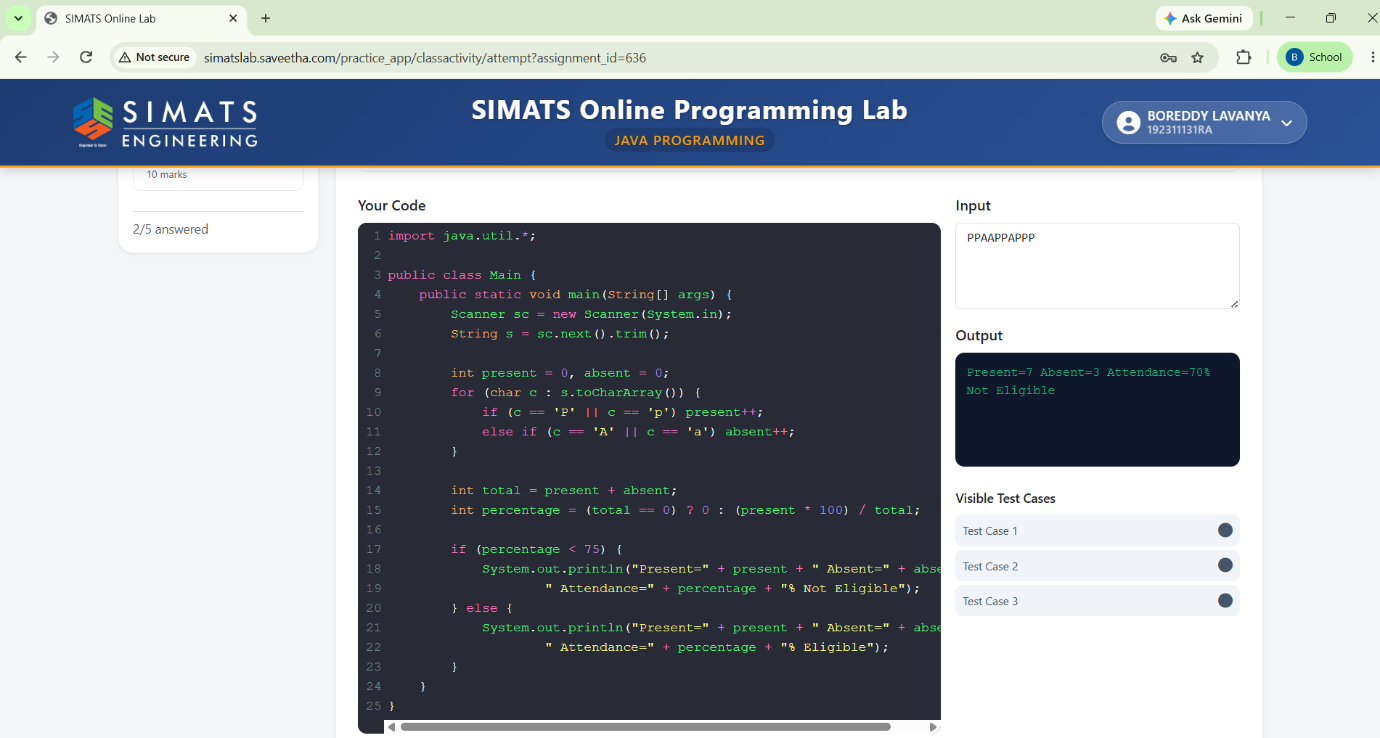 SIMATS Online Lab
Ask Gemini
Not secure
simatslab.saveetha.com/practice_app/classactivity/attempt?assignment_id=636
B School
SIMATS
ENGINEERING
SIMATS Online Programming Lab
JAVA PROGRAMMING
BOREDDY LAVANYA
192311131RA
10 marks
2/5 answered
Your Code
1 import java.util.*;
2
3 public class Main {
4     public static void main(String[] args) {
5         Scanner sc = new Scanner(System.in);
6         String s = sc.next().trim();
7
8         int present = 0, absent = 0;
9         for (char c : s.toCharArray()) {
10             if (c == 'P' || c == 'p') present++;
11             else if (c == 'A' || c == 'a') absent++;
12         }
13
14         int total = present + absent;
15         int percentage = (total == 0) ? 0 : (present * 100) / total;
16
17         if (percentage < 75) {
18             System.out.println("Present=" + present + " Absent=" + abse
19                     " Attendance=" + percentage + "% Not Eligible");
20         } else {
21             System.out.println("Present=" + present + " Absent=" + abse
22                     " Attendance=" + percentage + "% Eligible");
23         }
24     }
25 }
Input
PPAAPPAPPP
Output
Present=7 Absent=3 Attendance=70%
Not Eligible
Visible Test Cases
Test Case 1
Test Case 2
Test Case 3